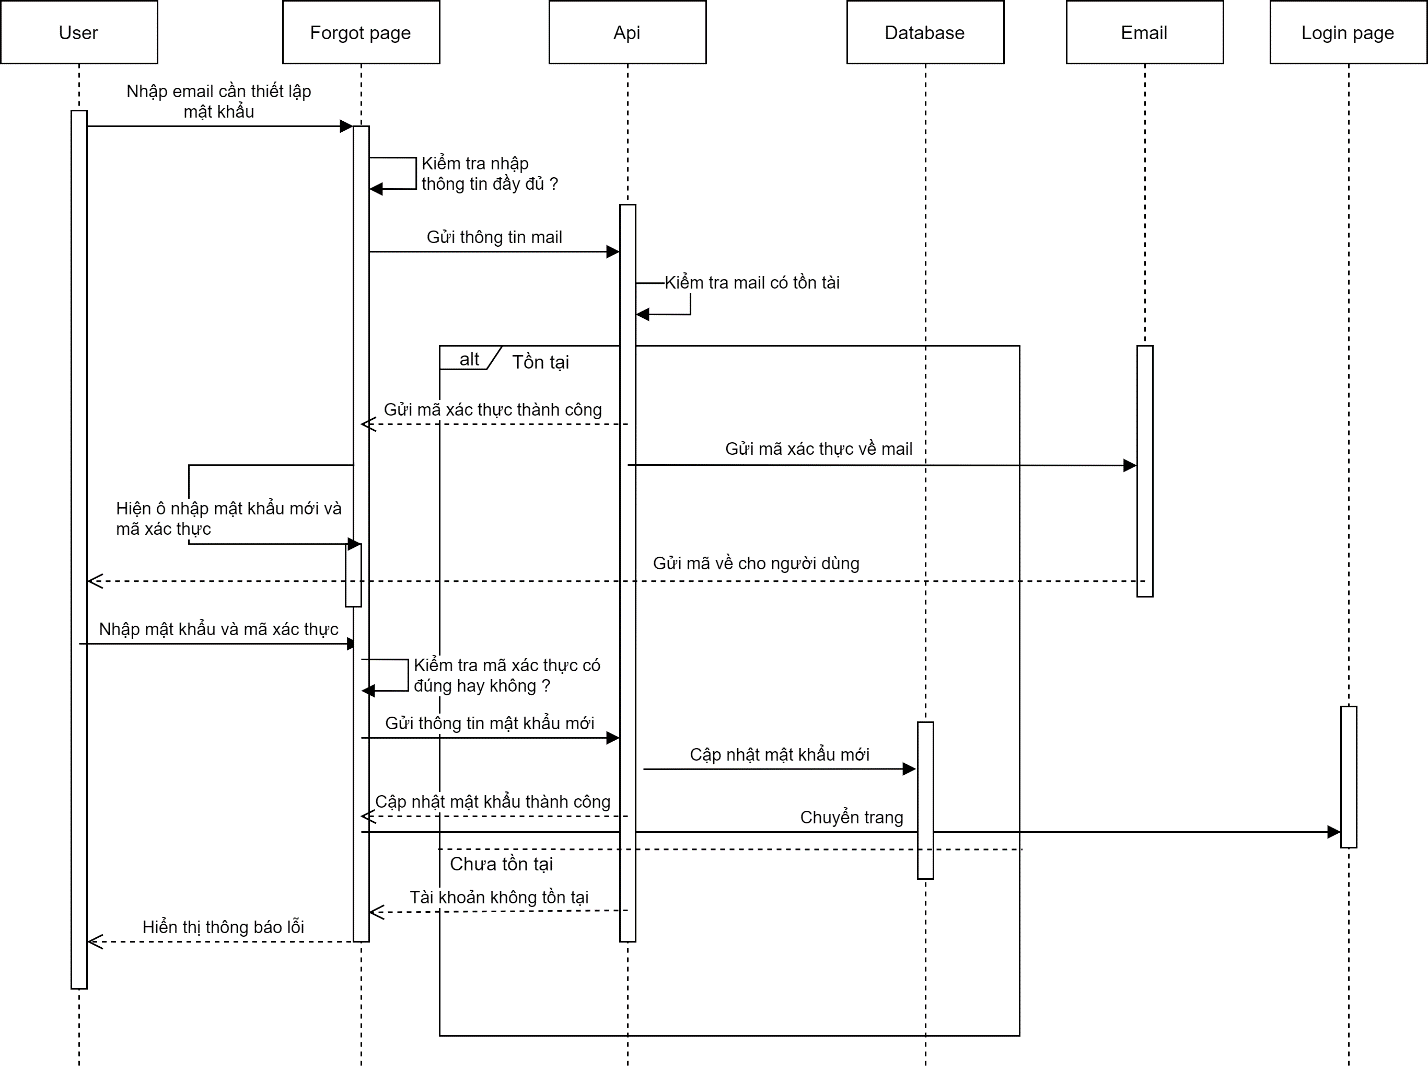 User
Forgot page
Api
Database
Email
Login page
Nhập email cần thiết lập
mật khẩu
Kiểm tra nhập
thông tin đầy đủ ?
Gửi thông tin mail
Kiểm tra mail có tồn tài
alt
Tồn tại
Gửi mã xác thực thành công
Gửi mã xác thực về mail
Hiện ô nhập mật khẩu mới và
mã xác thực
Gửi mã về cho người dùng
Nhập mật khẩu và mã xác thực
Kiểm tra mã xác thực có
đúng hay không ?
Gửi thông tin mật khẩu mới
Cập nhật mật khẩu mới
Cập nhật mật khẩu thành công
Chuyển trang
Chưa tồn tại
Tài khoản không tồn tại
Hiển thị thông báo lỗi